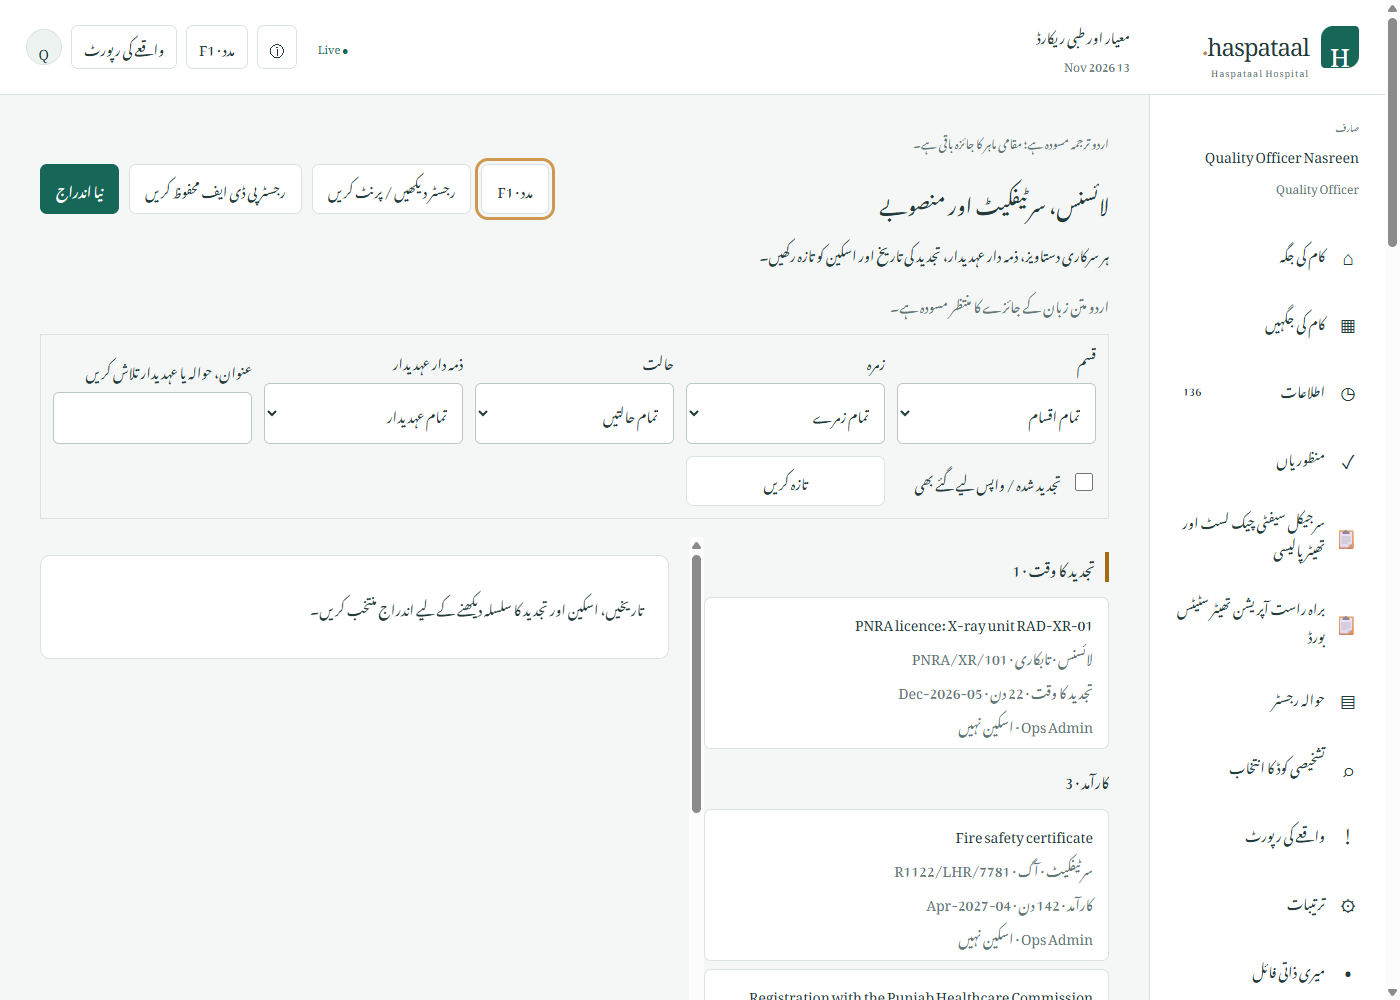 haspataal.
Haspataal Hospital
H
معیار اور طبی ریکارڈ
13 Nov 2026
Live
ⓘ
مدد F1۰
واقعے کی رپورٹ
Q
صارف
Quality Officer Nasreen
Quality Officer
کام کی جگہ
کام کی جگہیں
اطلاعات
136
منظوریاں
سرجیکل سیفٹی چیک لسٹ اور
تھیٹر پالیسی
براہ راست آپریشن تھیٹر سٹیٹس
بورڈ
حوالہ رجسٹر
تشخیصی کوڈ کا انتخاب
واقعے کی رپورٹ
ترتیبات
میری ذاتی فائل
اردو ترجمہ مسودہ ہے؛ مقامی ماہر کا جائزہ باقی ہے۔
لائسنس، سرٹیفکیٹ اور منصوبے
مدد F1۰
رجسٹر دیکھیں / پرنٹ کریں
رجسٹر پی ڈی ایف محفوظ کریں
نیا اندراج
ہر سرکاری دستاویز، ذمہ دار عہدیدار، تجدید کی تاریخ اور اسکین کو تازہ رکھیں۔
اردو متن زبان کے جائزے کا منتظر مسودہ ہے۔
قسم
تمام اقسام
زمرہ
تمام زمرے
حالت
تمام حالتیں
ذمہ دار عہدیدار
تمام عہدیدار
عنوان، حوالہ یا عہدیدار تلاش کریں
تجدید شدہ / واپس لیے گئے بھی
تازہ کریں
تجدید کا وقت · 1
PNRA licence: X-ray unit RAD-XR-01
لائسنس · تابکاری · PNRA/XR/101
تجدید کا وقت · 22 دن · 05-Dec-2026
Ops Admin · اسکین نہیں
کارآمد · 3
Fire safety certificate
سرٹیفکیٹ · آگ · R1122/LHR/7781
کارآمد · 142 دن · 04-Apr-2027
Ops Admin · اسکین نہیں
Registration with the Punjab Healthcare Commission
تاریخیں، اسکین اور تجدید کا سلسلہ دیکھنے کے لیے اندراج منتخب کریں۔